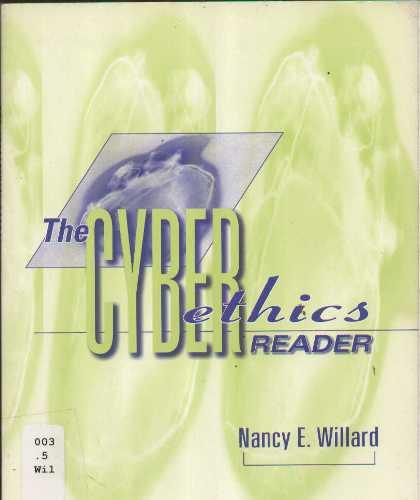 The
CYBER
ethics
READER
Nancy E. Willard
003
.5
Wil